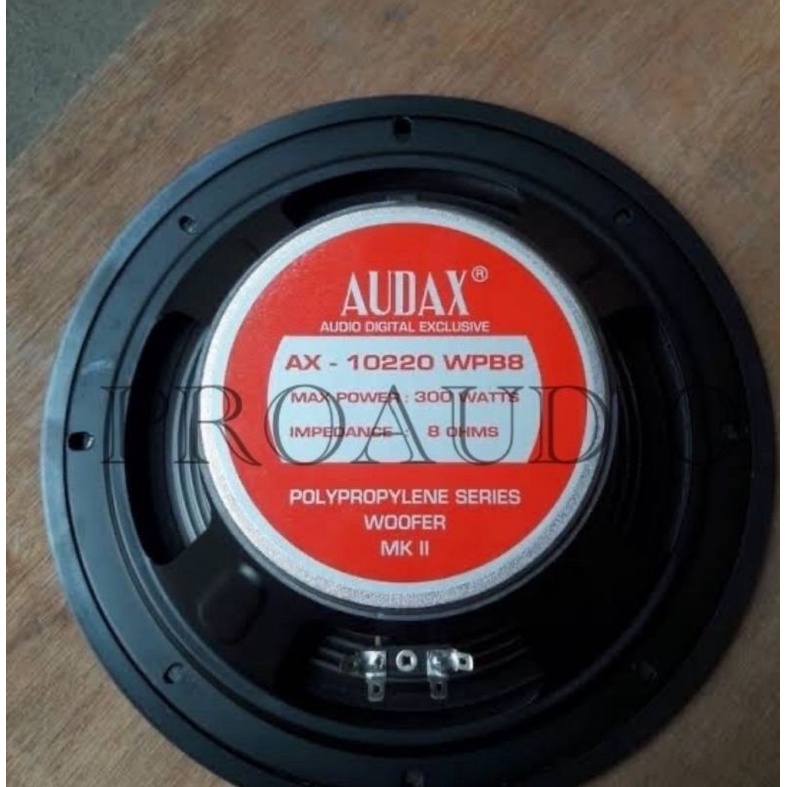 AUDAX®
AUDIO DIGITAL EXCLUSIVE
AX - 10220 WPB8
MAX POWER : 300 WATTS
PROAUDIO
IMPEDANCE : 8 OHMS
POLYPROPYLENE SERIES
WOOFER
MK II